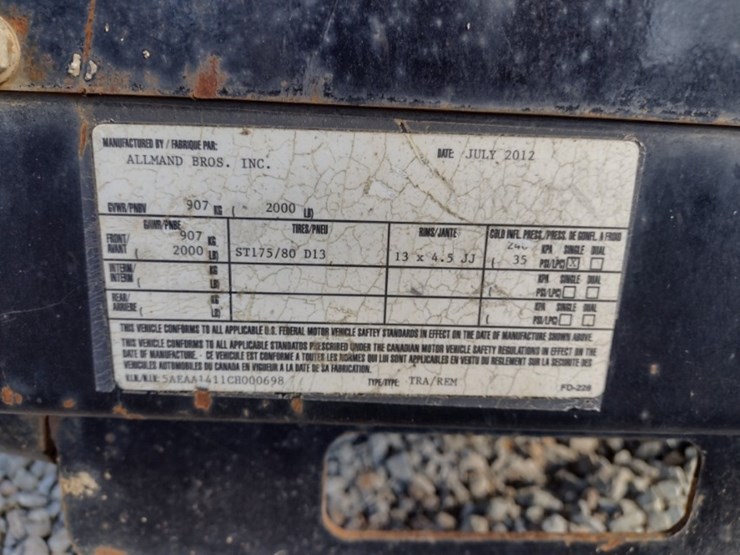 MANUFACTURED BY / FABRIQUE PAR:
ALLMAND BROS. INC.
DATE: JULY 2012
GVWR/PNBV 907 KG ( 2000 LB)
GAWR/PNBE TIRES/PNEU RIMS/JANTE COLD INFL. PRESS./PRESS. DE GONFL. A FROID
FRONT/ 907 KG KPA SINGLE DUAL
AVANT ( 2000 LB) ST175/80 D13 13 x 4.5 JJ ( 35 PSI/LPC) ☒ ☐
INTERM/ KG KPA SINGLE DUAL
INTERM ( LB) ( PSI/LPC) ☐ ☐
REAR/ KG KPA SINGLE DUAL
ARRIERE ( LB) ( PSI/LPC) ☐ ☐
THIS VEHICLE CONFORMS TO ALL APPLICABLE U.S. FEDERAL MOTOR VEHICLE SAFTEY STANDARDS IN EFFECT ON THE DATE OF MANUFACTURE SHOWN ABOVE.
THIS VEHICLE CONFORMS TO ALL APPLICABLE STANDATDS PRESCRIBED UNDER THE CANADIAN MOTOR VEHICLE SAFETY REGULATIONS IN EFFECT ON THE
DATE OF MANUFACTURE. - CE VEHICULE EST CONFORME A TOUTES LES NORMES QUI LUI SONT APPLICABLES EN VERTU DU REGLEMENT SUR LA SECURITE DES
VEHICULES AUTOMABILES DU CANADA EN VIGUEUR A LA DATE DE SA FABRICATION.
V.I.N./N.I.V.: 5AEAA1411CH000698 TYPE/TYPE: TRA/REM FD-228